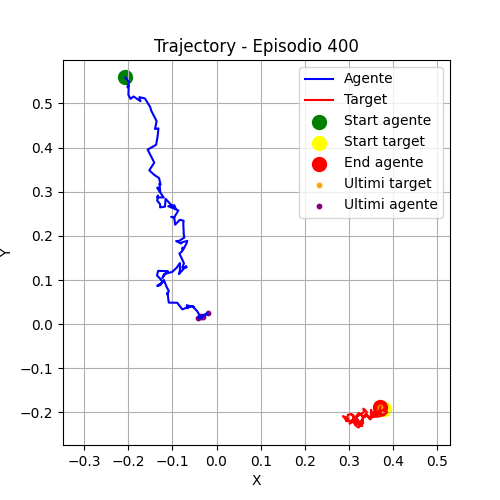 Trajectory - Episodio 400
Agente
Target
Start agente
Start target
End agente
Ultimi target
Ultimi agente
Y
0.5
0.4
0.3
0.2
0.1
0.0
−0.1
−0.2
−0.3 −0.2 −0.1 0.0 0.1 0.2 0.3 0.4 0.5
X